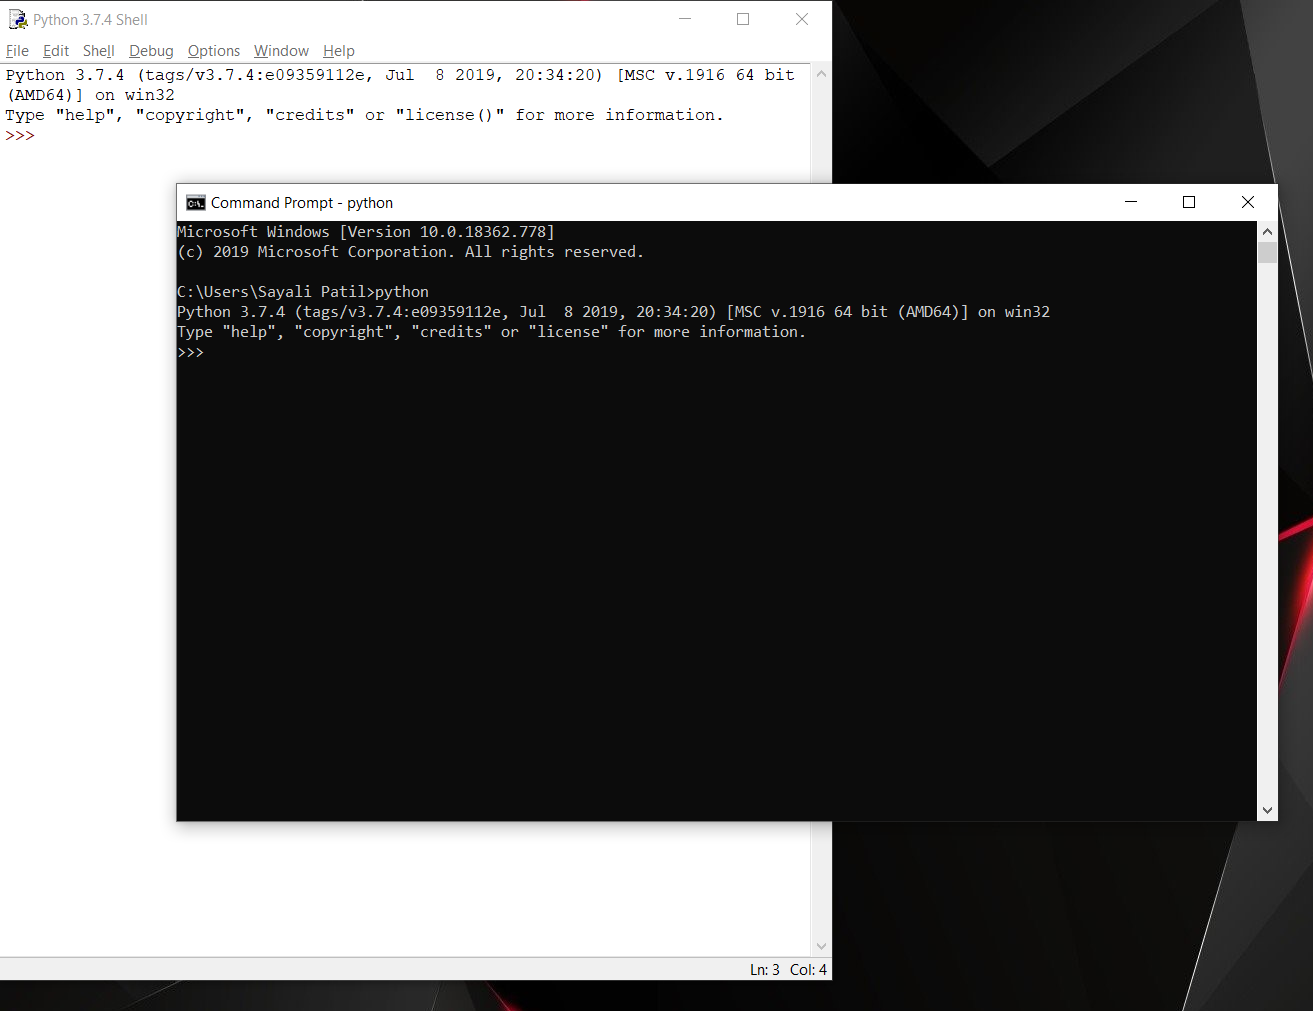 Python 3.7.4 Shell
File Edit Shell Debug Options Window Help
Python 3.7.4 (tags/v3.7.4:e09359112e, Jul  8 2019, 20:34:20) [MSC v.1916 64 bit
(AMD64)] on win32
Type "help", "copyright", "credits" or "license()" for more information.
>>>
Command Prompt - python
Microsoft Windows [Version 10.0.18362.778]
(c) 2019 Microsoft Corporation. All rights reserved.
C:\Users\Sayali Patil>python
Python 3.7.4 (tags/v3.7.4:e09359112e, Jul  8 2019, 20:34:20) [MSC v.1916 64 bit (AMD64)] on win32
Type "help", "copyright", "credits" or "license" for more information.
>>>
Ln: 3 Col: 4